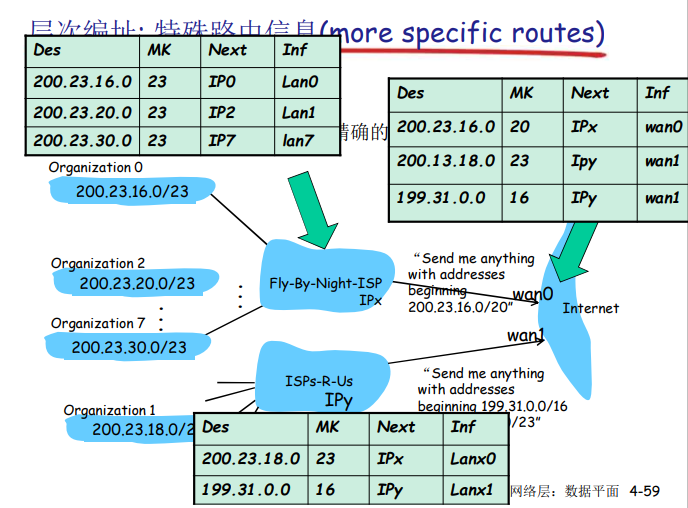 层次编址: 特殊路由信息(more specific routes)
Des MK Next Inf
200.23.16.0 23 IP0 Lan0
200.23.20.0 23 IP2 Lan1
200.23.30.0 23 IP7 lan7
精确的
Des MK Next Inf
200.23.16.0 20 IPx wan0
200.13.18.0 23 Ipy wan1
199.31.0.0 16 IPy wan1
Organization 0
200.23.16.0/23
Organization 2
200.23.20.0/23
Organization 7
200.23.30.0/23
Organization 1
200.23.18.0/2
Fly-By-Night-ISP
IPx
“Send me anything
with addresses
beginning
200.23.16.0/20”
wan0
Internet
wan1
ISPs-R-Us
IPy
“Send me anything
with addresses
beginning 199.31.0.0/16
0/23”
Des MK Next Inf
200.23.18.0 23 IPx Lanx0
199.31.0.0 16 IPy Lanx1
网络层：数据平面 4-59